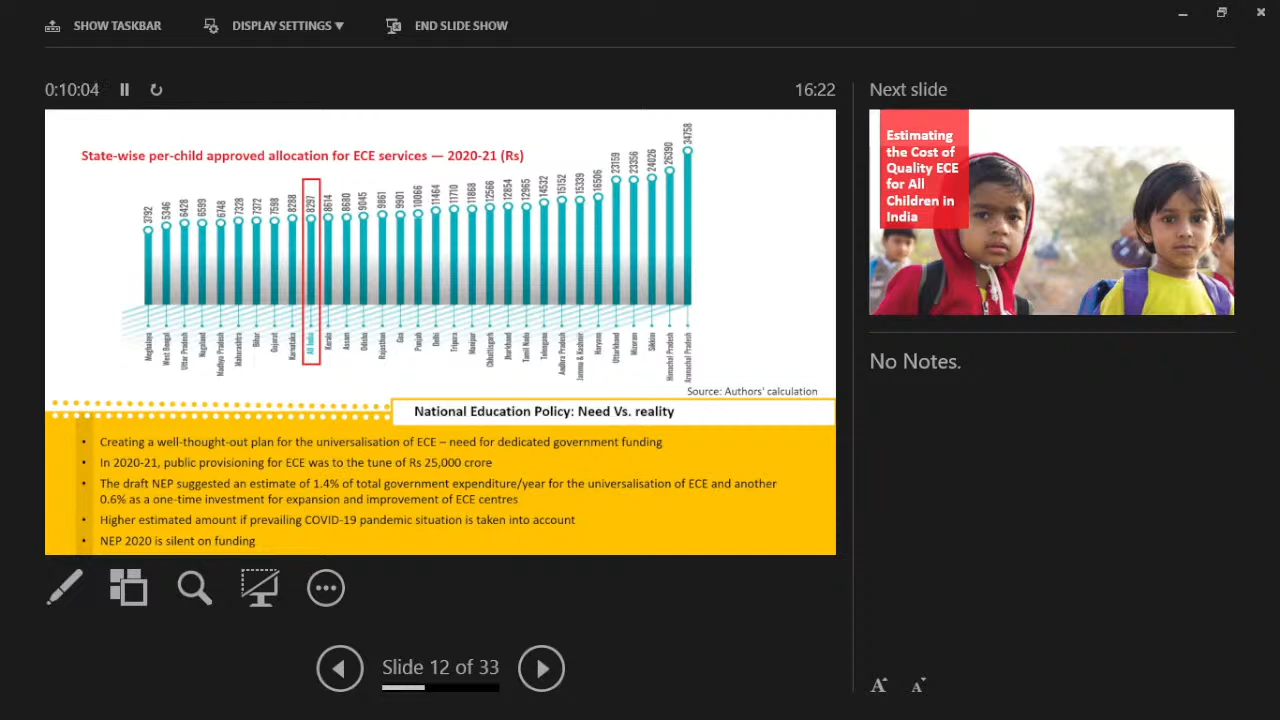 SHOW TASKBAR
DISPLAY SETTINGS ▼
END SLIDE SHOW
0:10:04
16:22
State-wise per-child approved allocation for ECE services — 2020-21 (Rs)
3792 5346 6428 6599 6748 7328 7372 7598 8288 8297 8614 8680 9045 9861 9901 10066 11464 11710 11868 12566 12654 12965 14532 15152 15339 16506 23159 23356 24026 26390 34758
Meghalaya West Bengal Uttar Pradesh Nagaland Madhya Pradesh Maharashtra Bihar Gujarat Karnataka All India Kerala Assam Odisha Rajasthan Goa Punjab Delhi Tripura Manipur Chhattisgarh Jharkhand Tamil Nadu Telangana Andhra Pradesh Jammu & Kashmir Haryana Uttarkhand Mizoram Sikkim Himachal Pradesh Arunachal Pradesh
Source: Authors' calculation
National Education Policy: Need Vs. reality
• Creating a well-thought-out plan for the universalisation of ECE – need for dedicated government funding
• In 2020-21, public provisioning for ECE was to the tune of Rs 25,000 crore
• The draft NEP suggested an estimate of 1.4% of total government expenditure/year for the universalisation of ECE and another
0.6% as a one-time investment for expansion and improvement of ECE centres
• Higher estimated amount if prevailing COVID-19 pandemic situation is taken into account
• NEP 2020 is silent on funding
Slide 12 of 33
Next slide
Estimating
the Cost of
Quality ECE
for All
Children in
India
No Notes.
A A